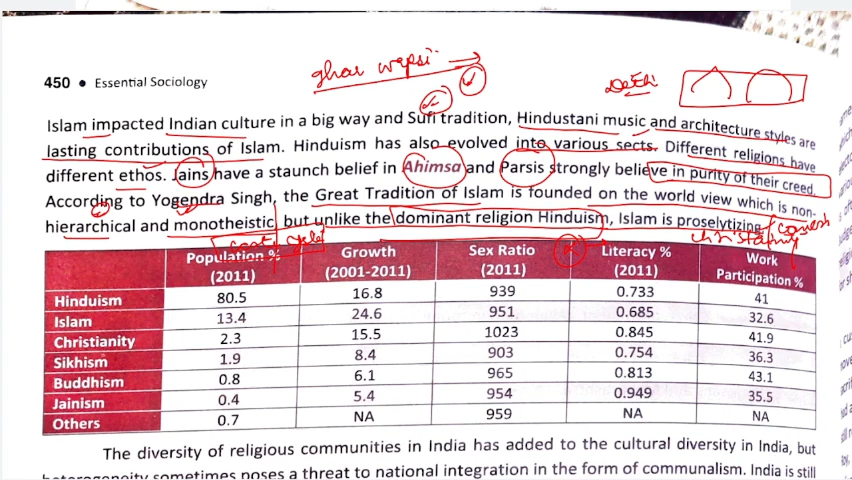 ghar wapsi
450 • Essential Sociology
Islam impacted Indian culture in a big way and Sufi tradition, Hindustani music and architecture styles are
lasting contributions of Islam. Hinduism has also evolved into various sects. Different religions have
different ethos. Jains have a staunch belief in Ahimsa and Parsis strongly believe in purity of their creed.
According to Yogendra Singh, the Great Tradition of Islam is founded on the world view which is non-
hierarchical and monotheistic but unlike the dominant religion Hinduism, Islam is proselytizing
Population % (2011) Growth (2001-2011) Sex Ratio (2011) Literacy % (2011) Work Participation %
Hinduism 80.5 16.8 939 0.733 41
Islam 13.4 24.6 951 0.685 32.6
Christianity 2.3 15.5 1023 0.845 41.9
Sikhism 1.9 8.4 903 0.754 36.3
Buddhism 0.8 6.1 965 0.813 43.1
Jainism 0.4 5.4 954 0.949 35.5
Others 0.7 NA 959 NA NA
The diversity of religious communities in India has added to the cultural diversity in India, but
heterogeneity sometimes poses a threat to national integration in the form of communalism. India is still